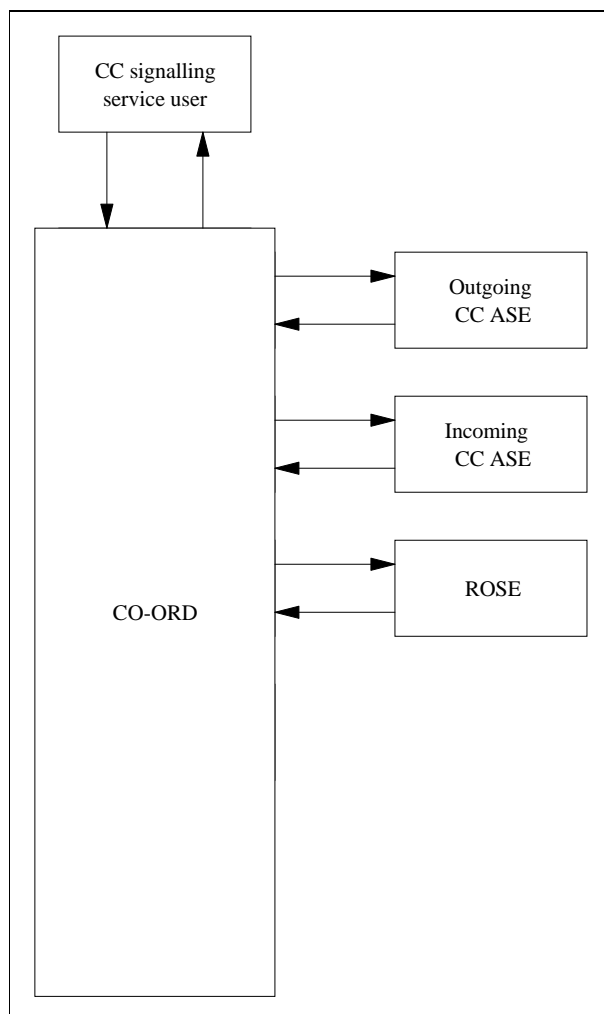 CC signalling
service user
Outgoing
CC ASE
Incoming
CC ASE
ROSE
CO-ORD